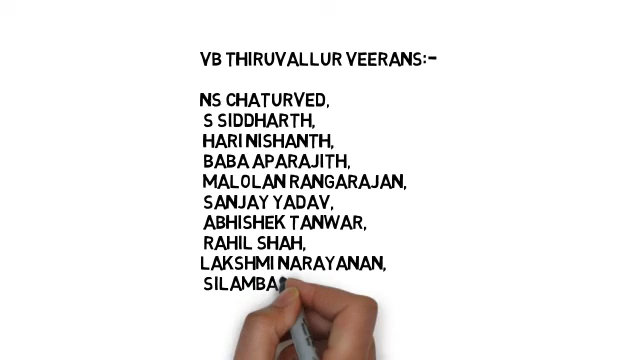 VB THIRUVALLUR VEERANS:-
NS CHATURVED,
S SIDDHARTH,
HARI NISHANTH,
BABA APARAJITH,
MALOLAN RANGARAJAN,
SANJAY YADAV,
ABHISHEK TANWAR,
RAHIL SHAH,
LAKSHMI NARAYANAN,
SILAMBA